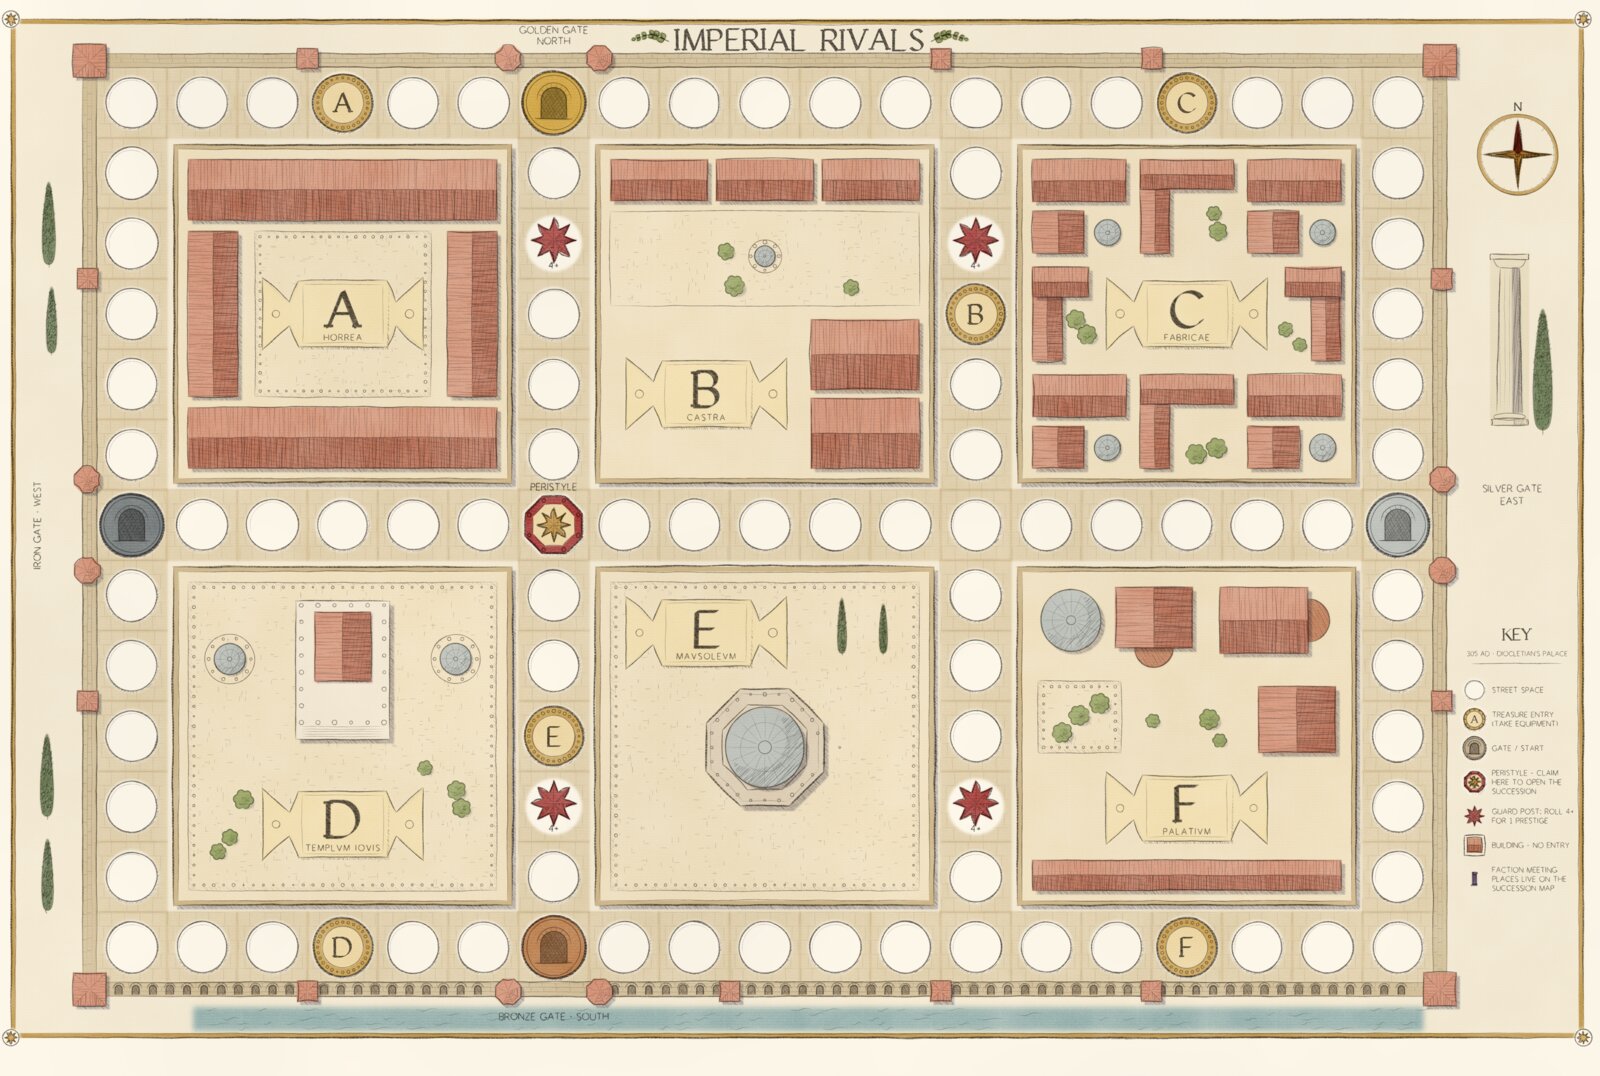 GOLDEN GATE
NORTH
IMPERIAL RIVALS
A
C
N
4+
4+
A
HORREA
B
C
FABRICAE
B
CASTRA
IRON GATE · WEST
PERISTYLE
SILVER GATE
EAST
E
MAVSOLEVM
KEY
305 AD · DIOCLETIAN'S PALACE
STREET SPACE
A
TREASURE ENTRY
(TAKE EQUIPMENT)
GATE / START
PERISTYLE - CLAIM
HERE TO OPEN THE
SUCCESSION
GUARD POST: ROLL 4+
FOR 1 PRESTIGE
BUILDING - NO ENTRY
FACTION MEETING
PLACES LIVE ON THE
SUCCESSION MAP
E
4+
4+
D
TEMPLVM IOVIS
F
PALATIVM
D
F
BRONZE GATE · SOUTH